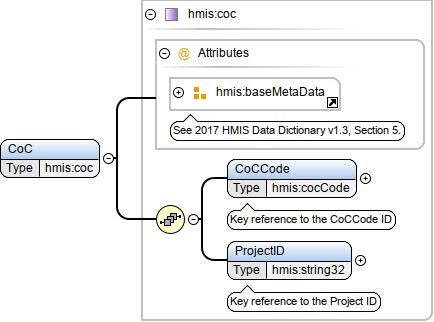 hmis:coc
@ Attributes
hmis:baseMetaData
See 2017 HMIS Data Dictionary v1.3, Section 5.
CoC
Type hmis:coc
CoCCode
Type hmis:cocCode
Key reference to the CoCCode ID
ProjectID
Type hmis:string32
Key reference to the Project ID